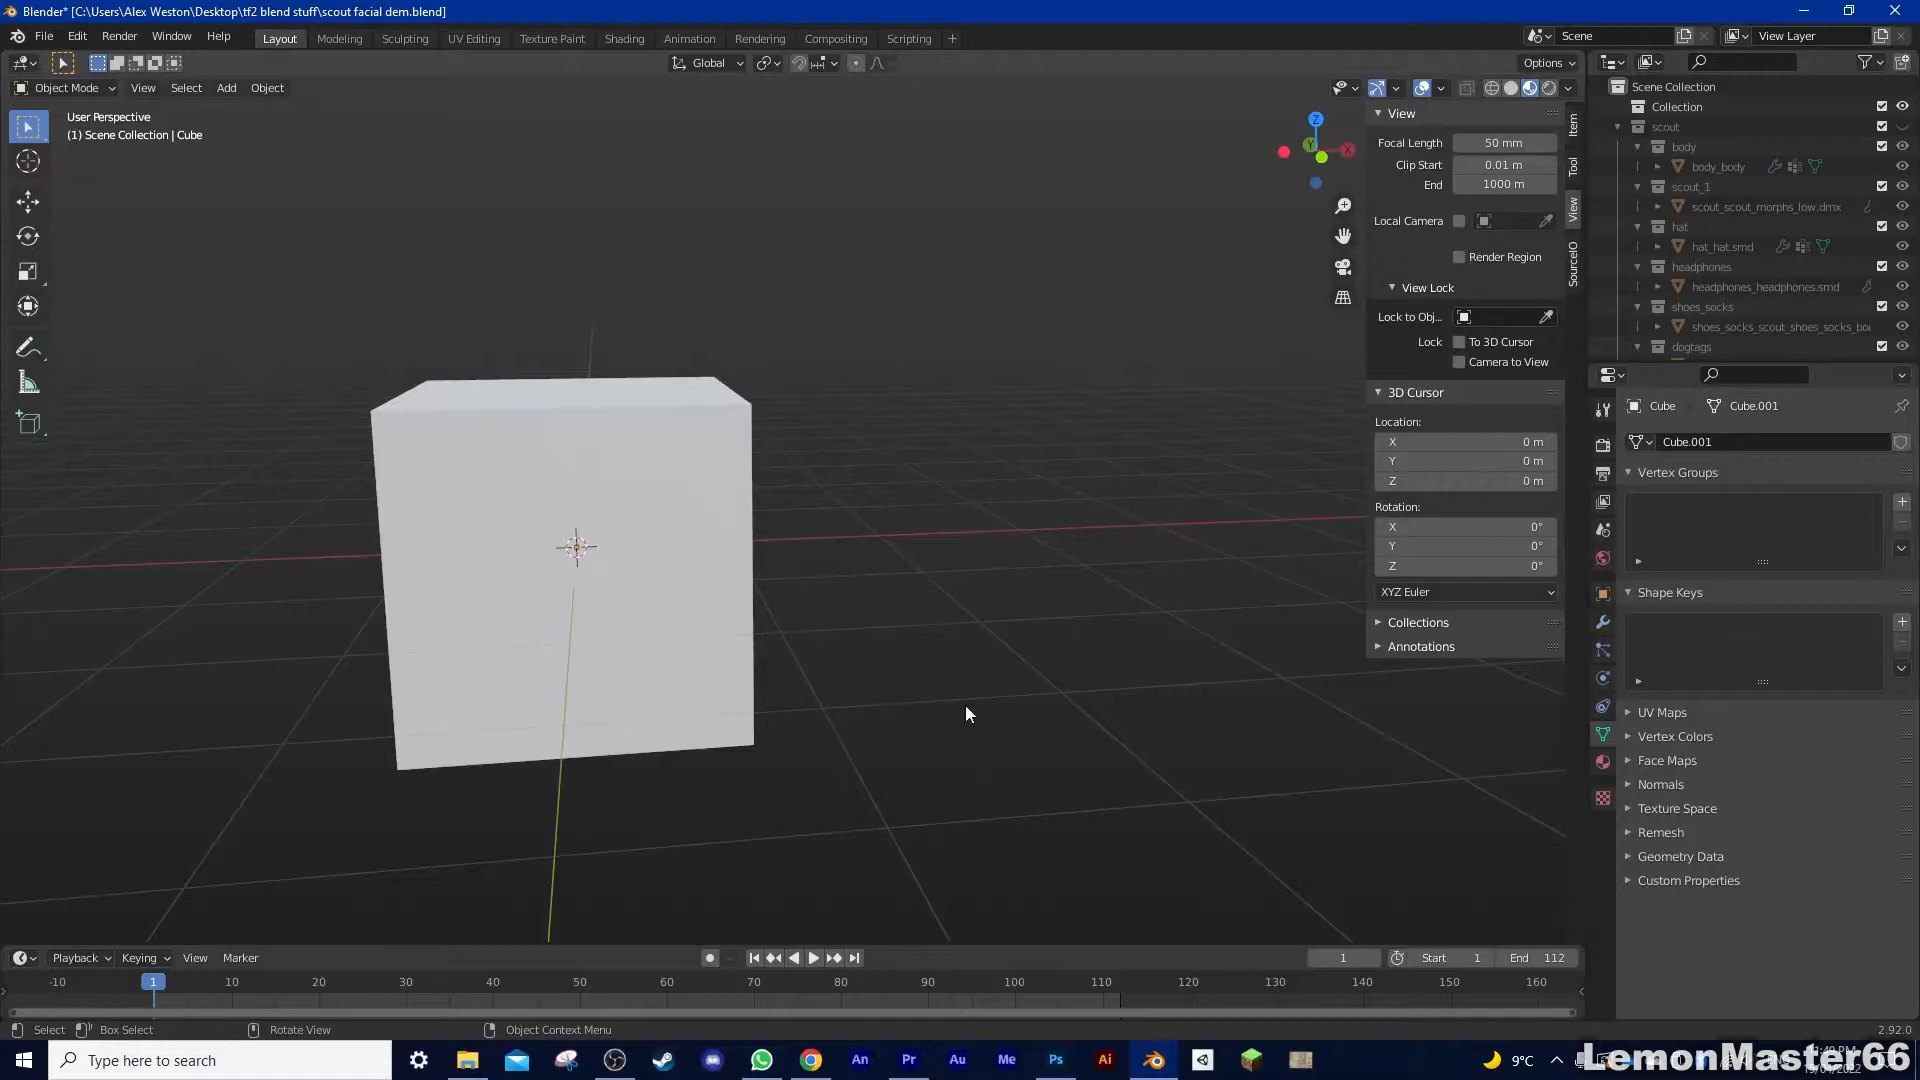 Blender* [C:\Users\Alex Weston\Desktop\tf2 blend stuff\scout facial dem.blend]
File Edit Render Window Help
Layout Modeling Sculpting UV Editing Texture Paint Shading Animation Rendering Compositing Scripting +
Scene
View Layer
Global
Options
Object Mode View Select Add Object
User Perspective
(1) Scene Collection | Cube
Z
Y
X
View
Focal Length 50 mm
Clip Start 0.01 m
End 1000 m
Local Camera
Render Region
View Lock
Lock to Obj...
Lock To 3D Cursor
Camera to View
3D Cursor
Location:
X 0 m
Y 0 m
Z 0 m
Rotation:
X 0°
Y 0°
Z 0°
XYZ Euler
Collections
Annotations
Item
Tool
View
SourceIO
Scene Collection
Collection
scout
body
body_body
scout_1
scout_scout_morphs_low.dmx
hat
hat_hat.smd
headphones
headphones_headphones.smd
shoes_socks
shoes_socks_scout_shoes_socks_bo
dogtags
Cube Cube.001
Cube.001
Vertex Groups
Shape Keys
UV Maps
Vertex Colors
Face Maps
Normals
Texture Space
Remesh
Geometry Data
Custom Properties
Playback Keying View Marker
1 Start 1 End 112
-10 1 10 20 30 40 50 60 70 80 90 100 110 120 130 140 150 160
Select Box Select Rotate View Object Context Menu
2.92.0
Type here to search
An Pr Au Me Ps Ai
9°C
LemonMaster66